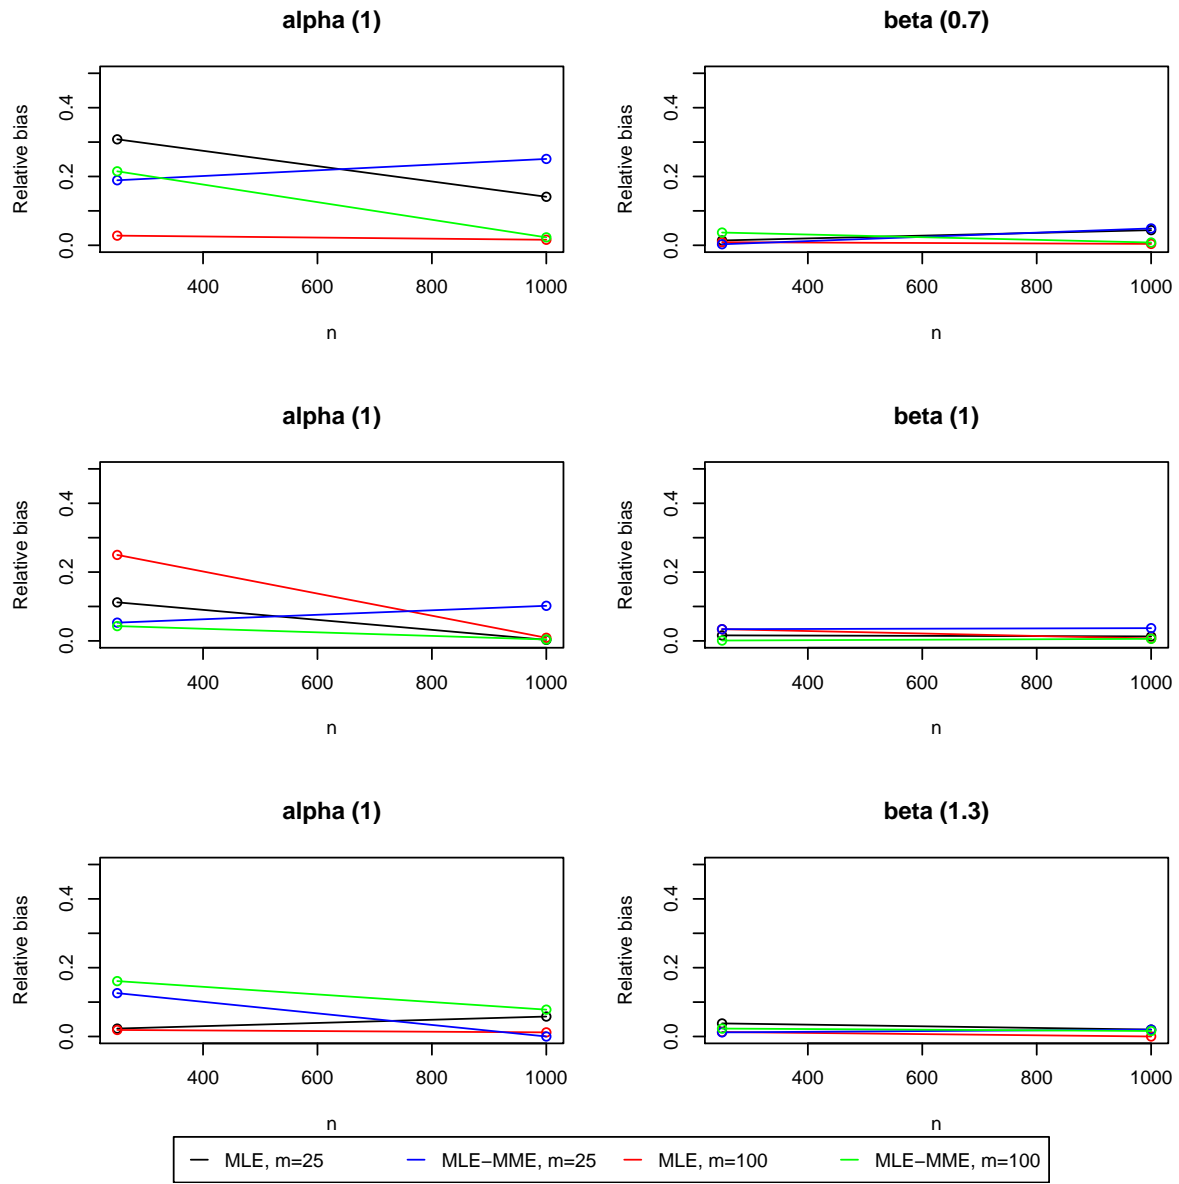 alpha (1)
beta (0.7)
Relative bias
0.0 0.2 0.4
400 600 800 1000
n
Relative bias
0.0 0.2 0.4
400 600 800 1000
n
alpha (1)
beta (1)
Relative bias
0.0 0.2 0.4
400 600 800 1000
n
Relative bias
0.0 0.2 0.4
400 600 800 1000
n
alpha (1)
beta (1.3)
Relative bias
0.0 0.2 0.4
400 600 800 1000
n
Relative bias
0.0 0.2 0.4
400 600 800 1000
n
MLE, m=25 MLE−MME, m=25 MLE, m=100 MLE−MME, m=100